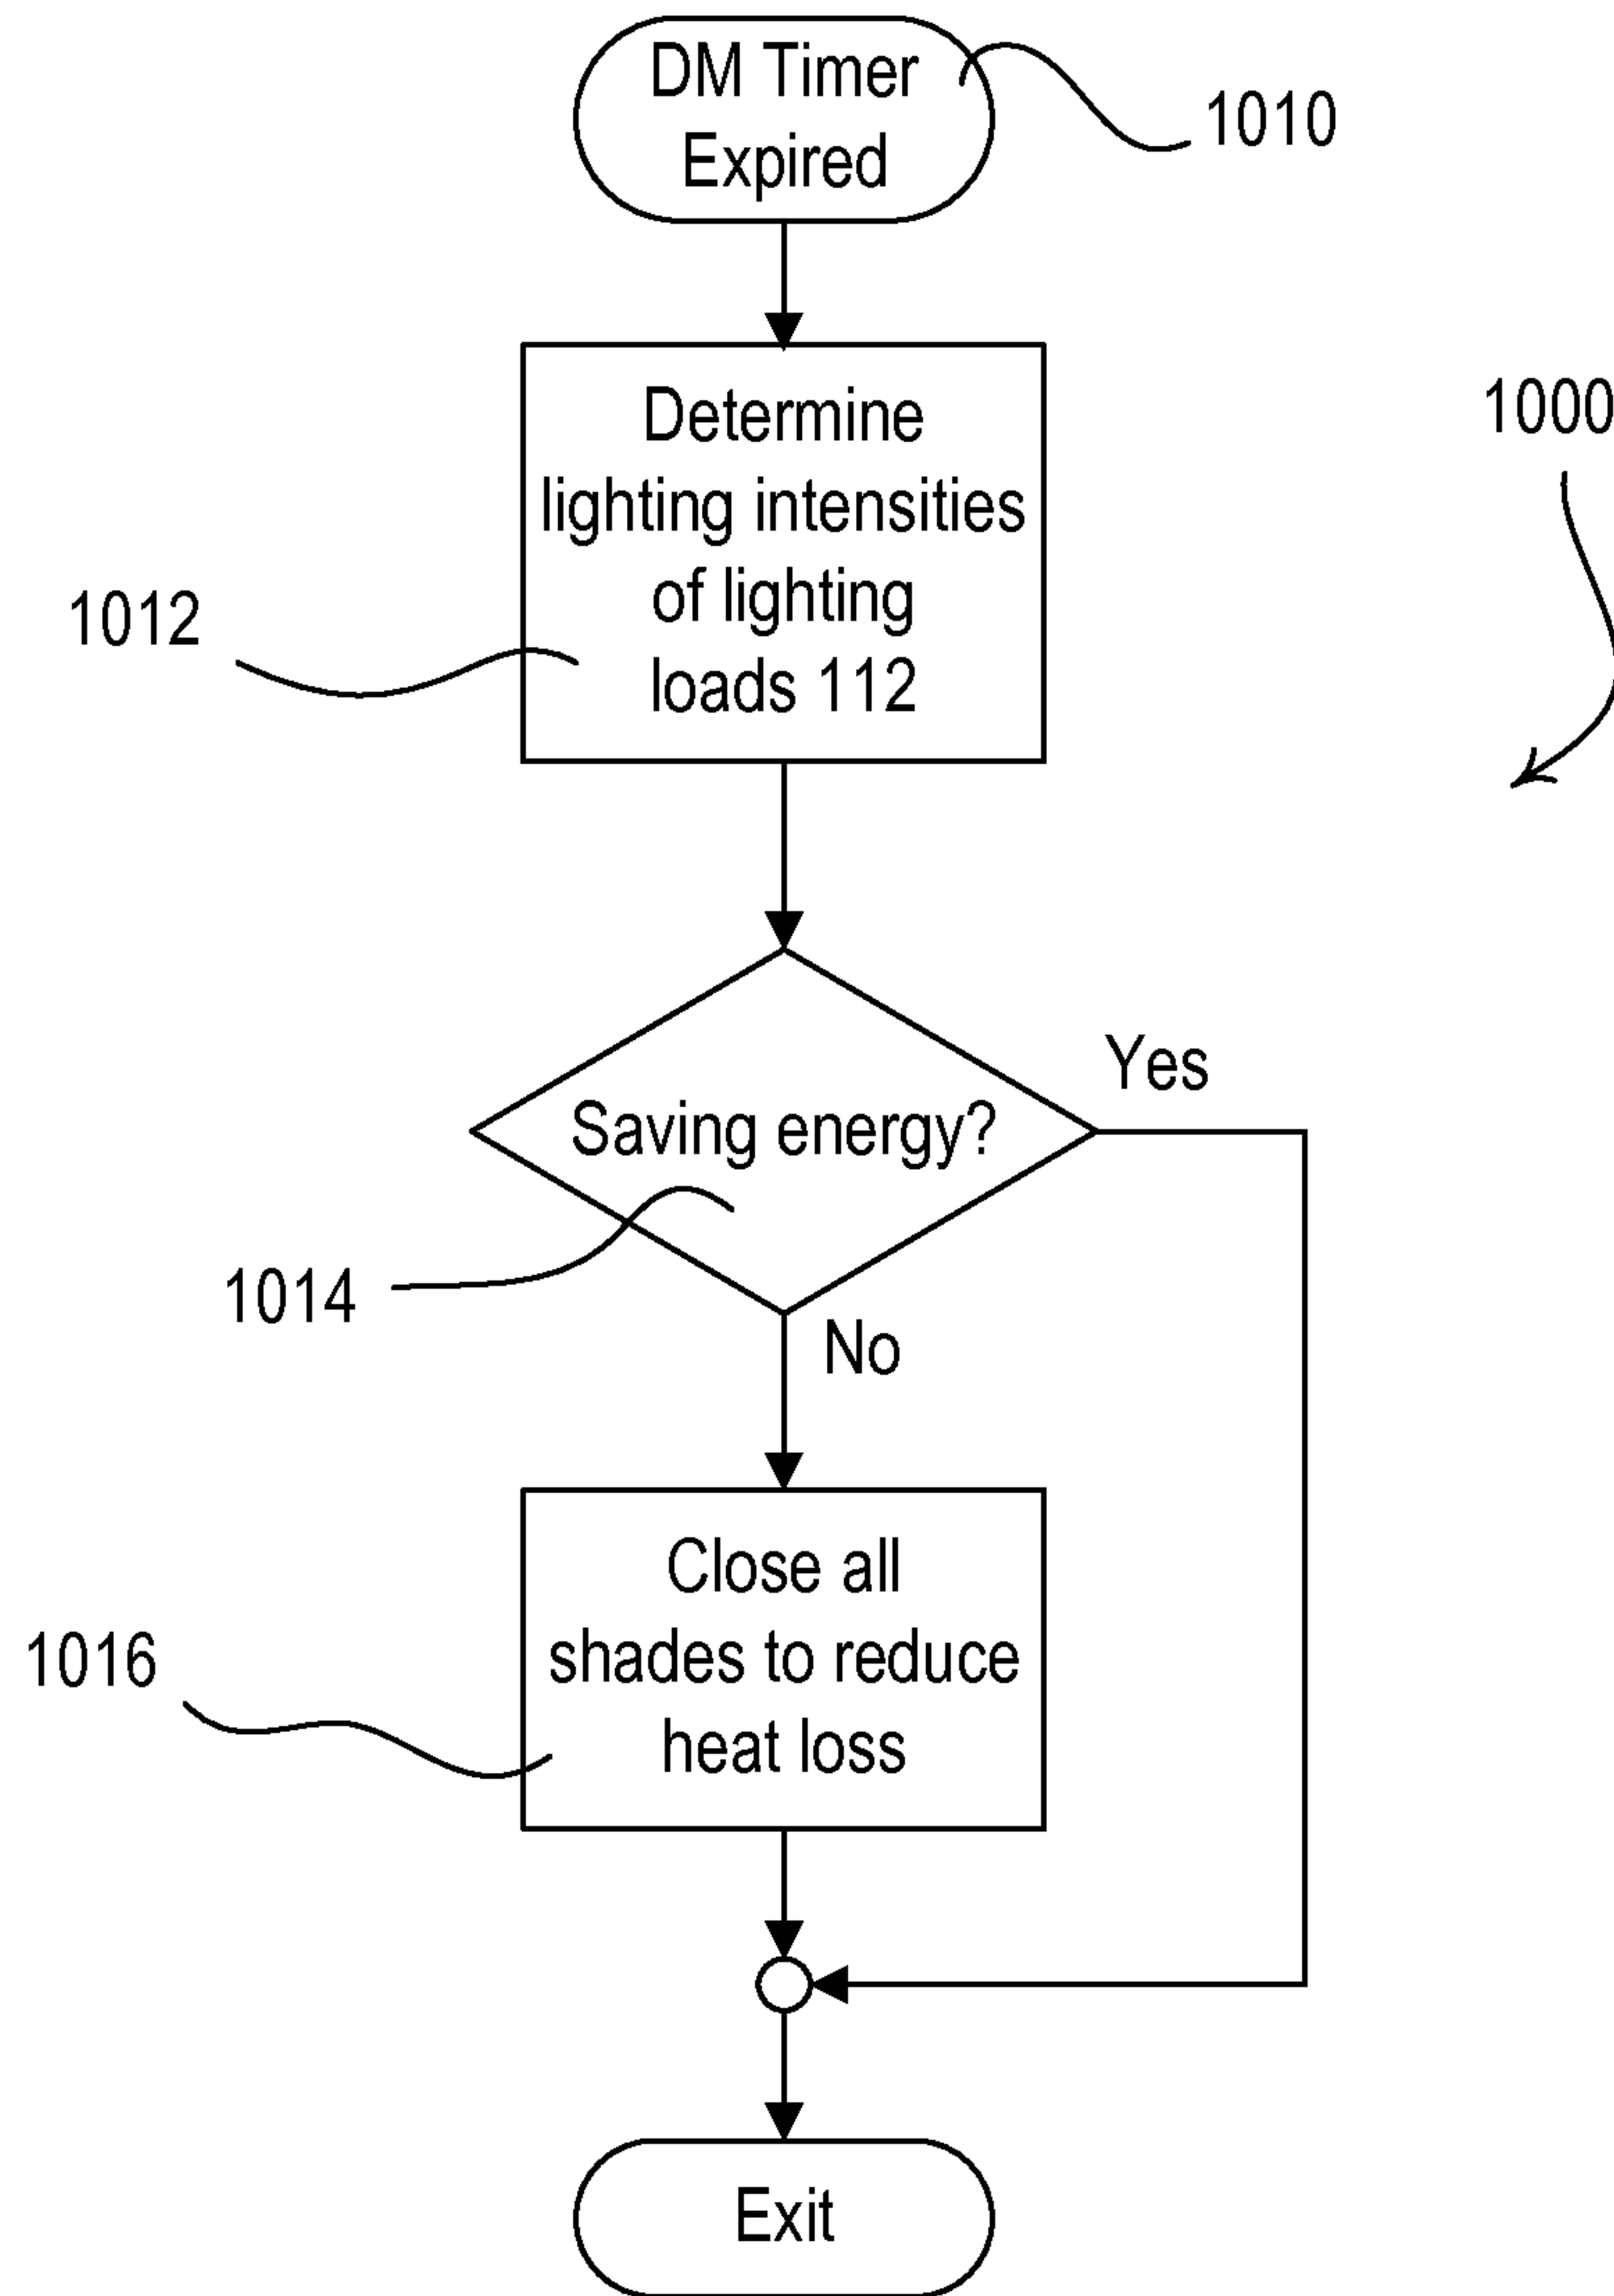 DM Timer
Expired
1010
Determine
lighting intensities
of lighting
loads 112
1000
1012
Yes
Saving energy?
1014
No
Close all
shades to reduce
heat loss
1016
Exit